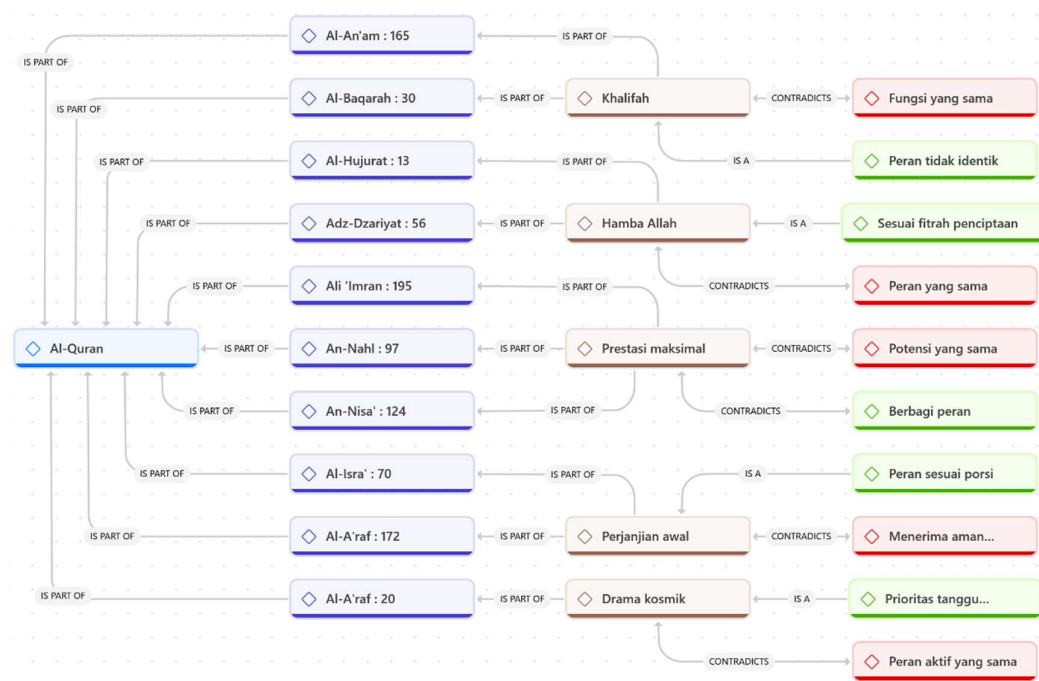 Al-An'am : 165
IS PART OF
IS PART OF
Al-Baqarah : 30
IS PART OF
Khalifah
CONTRADICTS
Fungsi yang sama
IS PART OF
Al-Hujurat : 13
IS PART OF
IS PART OF
IS A
Peran tidak identik
Adz-Dzariyat : 56
IS PART OF
IS PART OF
Hamba Allah
IS A
Sesuai fitrah penciptaan
Ali 'Imran : 195
IS PART OF
IS PART OF
CONTRADICTS
Peran yang sama
Al-Quran
IS PART OF
An-Nahl : 97
IS PART OF
Prestasi maksimal
CONTRADICTS
Potensi yang sama
IS PART OF
An-Nisa' : 124
IS PART OF
CONTRADICTS
Berbagi peran
IS PART OF
Al-Isra' : 70
IS PART OF
IS A
Peran sesuai porsi
IS PART OF
Al-A'raf : 172
IS PART OF
Perjanjian awal
CONTRADICTS
Menerima aman...
IS PART OF
Al-A'raf : 20
IS PART OF
Drama kosmik
IS A
Prioritas tanggu...
CONTRADICTS
Peran aktif yang sama